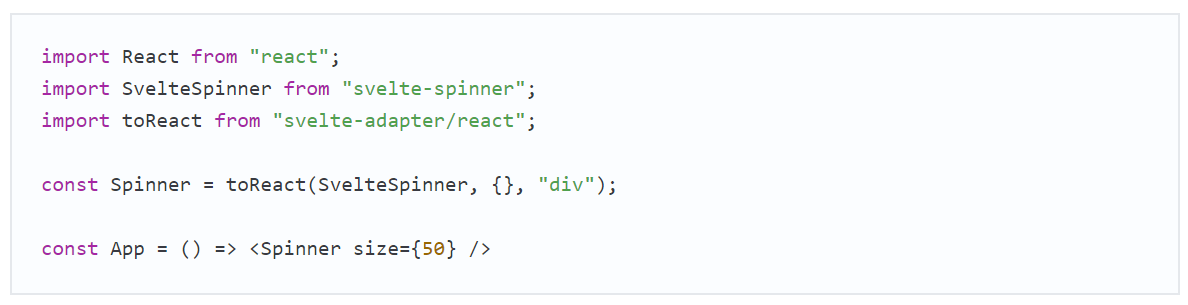 import React from "react";
import SvelteSpinner from "svelte-spinner";
import toReact from "svelte-adapter/react";
const Spinner = toReact(SvelteSpinner, {}, "div");
const App = () => <Spinner size={50} />